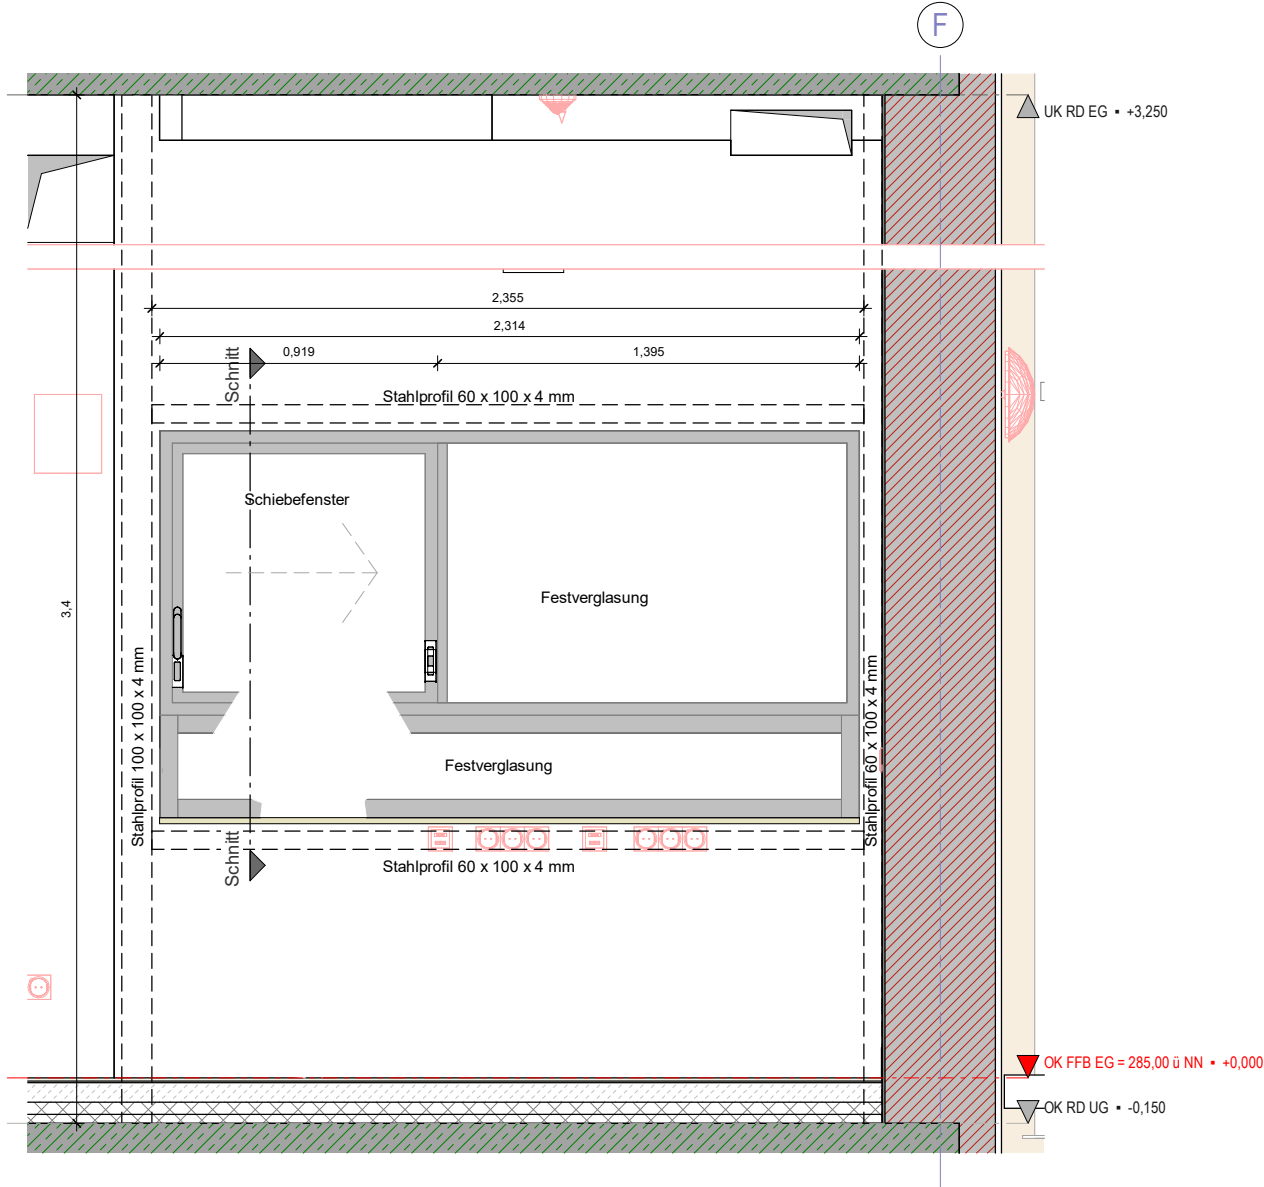 F
UK RD EG ▪ +3,250
2,355
2,314
0,919
1,395
Schnitt
Stahlprofil 60 x 100 x 4 mm
Schiebefenster
Festverglasung
3,4
Stahlprofil 100 x 100 x 4 mm
Stahlprofil 60 x 100 x 4 mm
Festverglasung
Schnitt
Stahlprofil 60 x 100 x 4 mm
OK FFB EG = 285,00 ü NN ▪ +0,000
OK RD UG ▪ -0,150